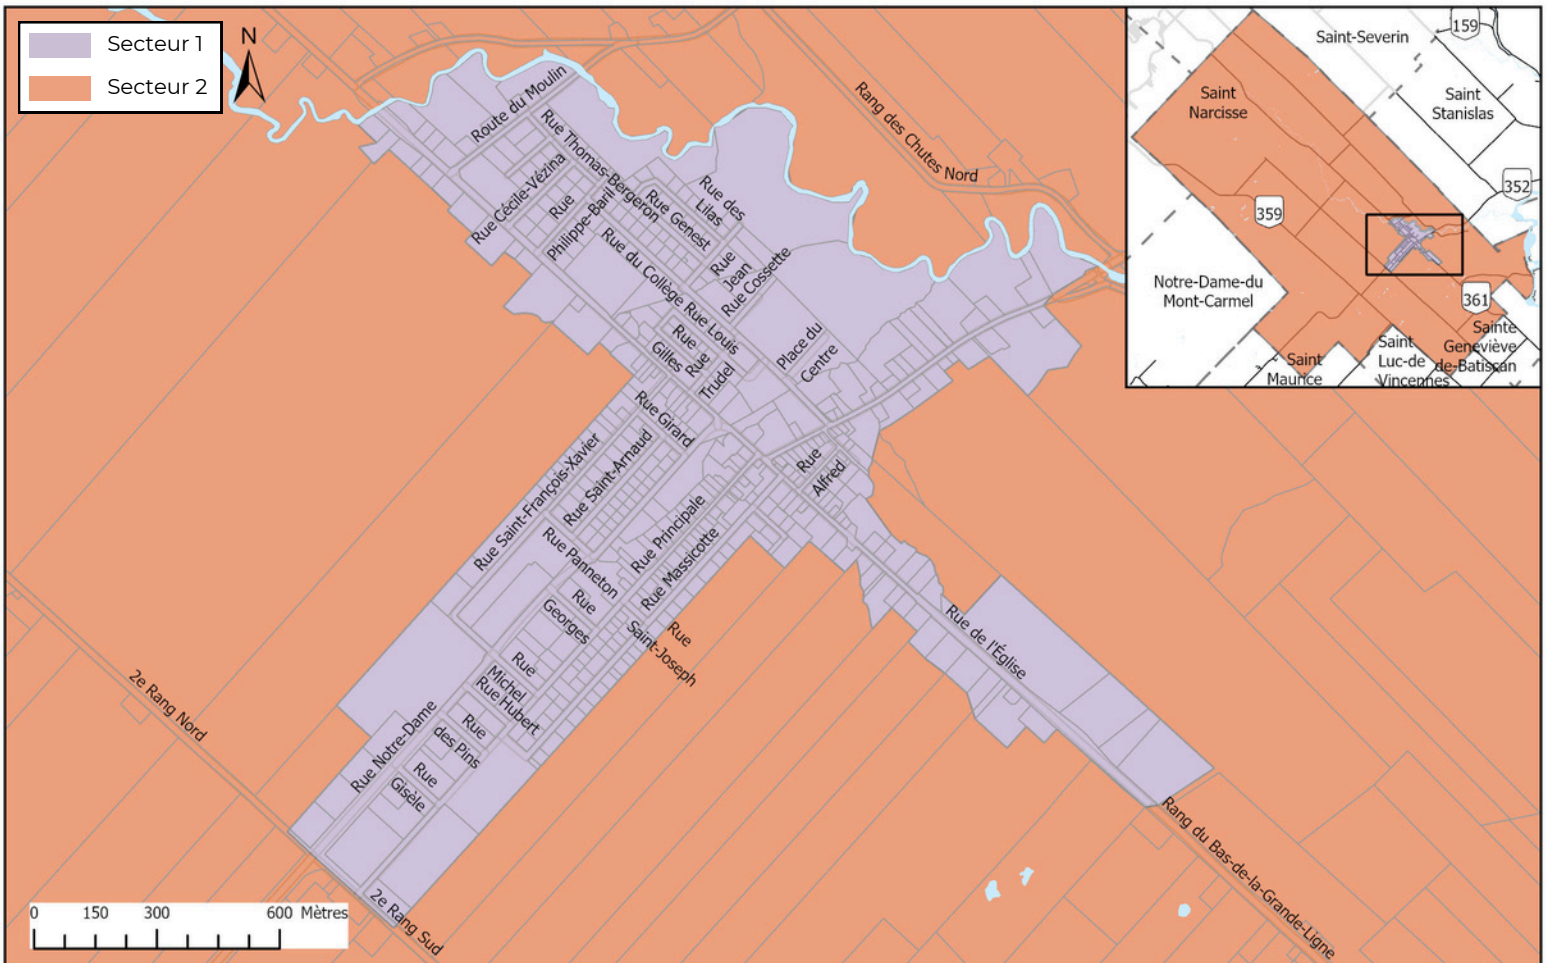 Secteur 1
Secteur 2
N
Route du Moulin
Rue Thomas-Bergeron
Rue Cécile-Vézina
Rue
Philippe-Baril
Rue Genest
Rue des
Lilas
Rue du Collège
Rue
Jean
Rue Cossette
Rue Louis
Rue
Gilles
Rue
Trudel
Place du
Centre
Rang des Chutes Nord
Rue Girard
Rue Saint-François-Xavier
Rue Saint-Arnaud
Rue
Alfred
Rue Principale
Rue Massicotte
Rue Panneton
Rue
Georges
Rue
Saint-Joseph
Rue
Michel
Rue Hubert
Rue Notre-Dame
Rue
des Pins
Rue
Gisèle
Rue de l'Église
2e Rang Nord
2e Rang Sud
Rang du Bas-de-la-Grande-Ligne
0 150 300 600 Mètres
159
Saint-Severin
Saint
Narcisse
Saint
Stanislas
352
359
Notre-Dame-du
Mont-Carmel
361
Sainte
Geneviève
de-Batiscan
Saint
Luc-de
Vincennes
Saint
Maurice